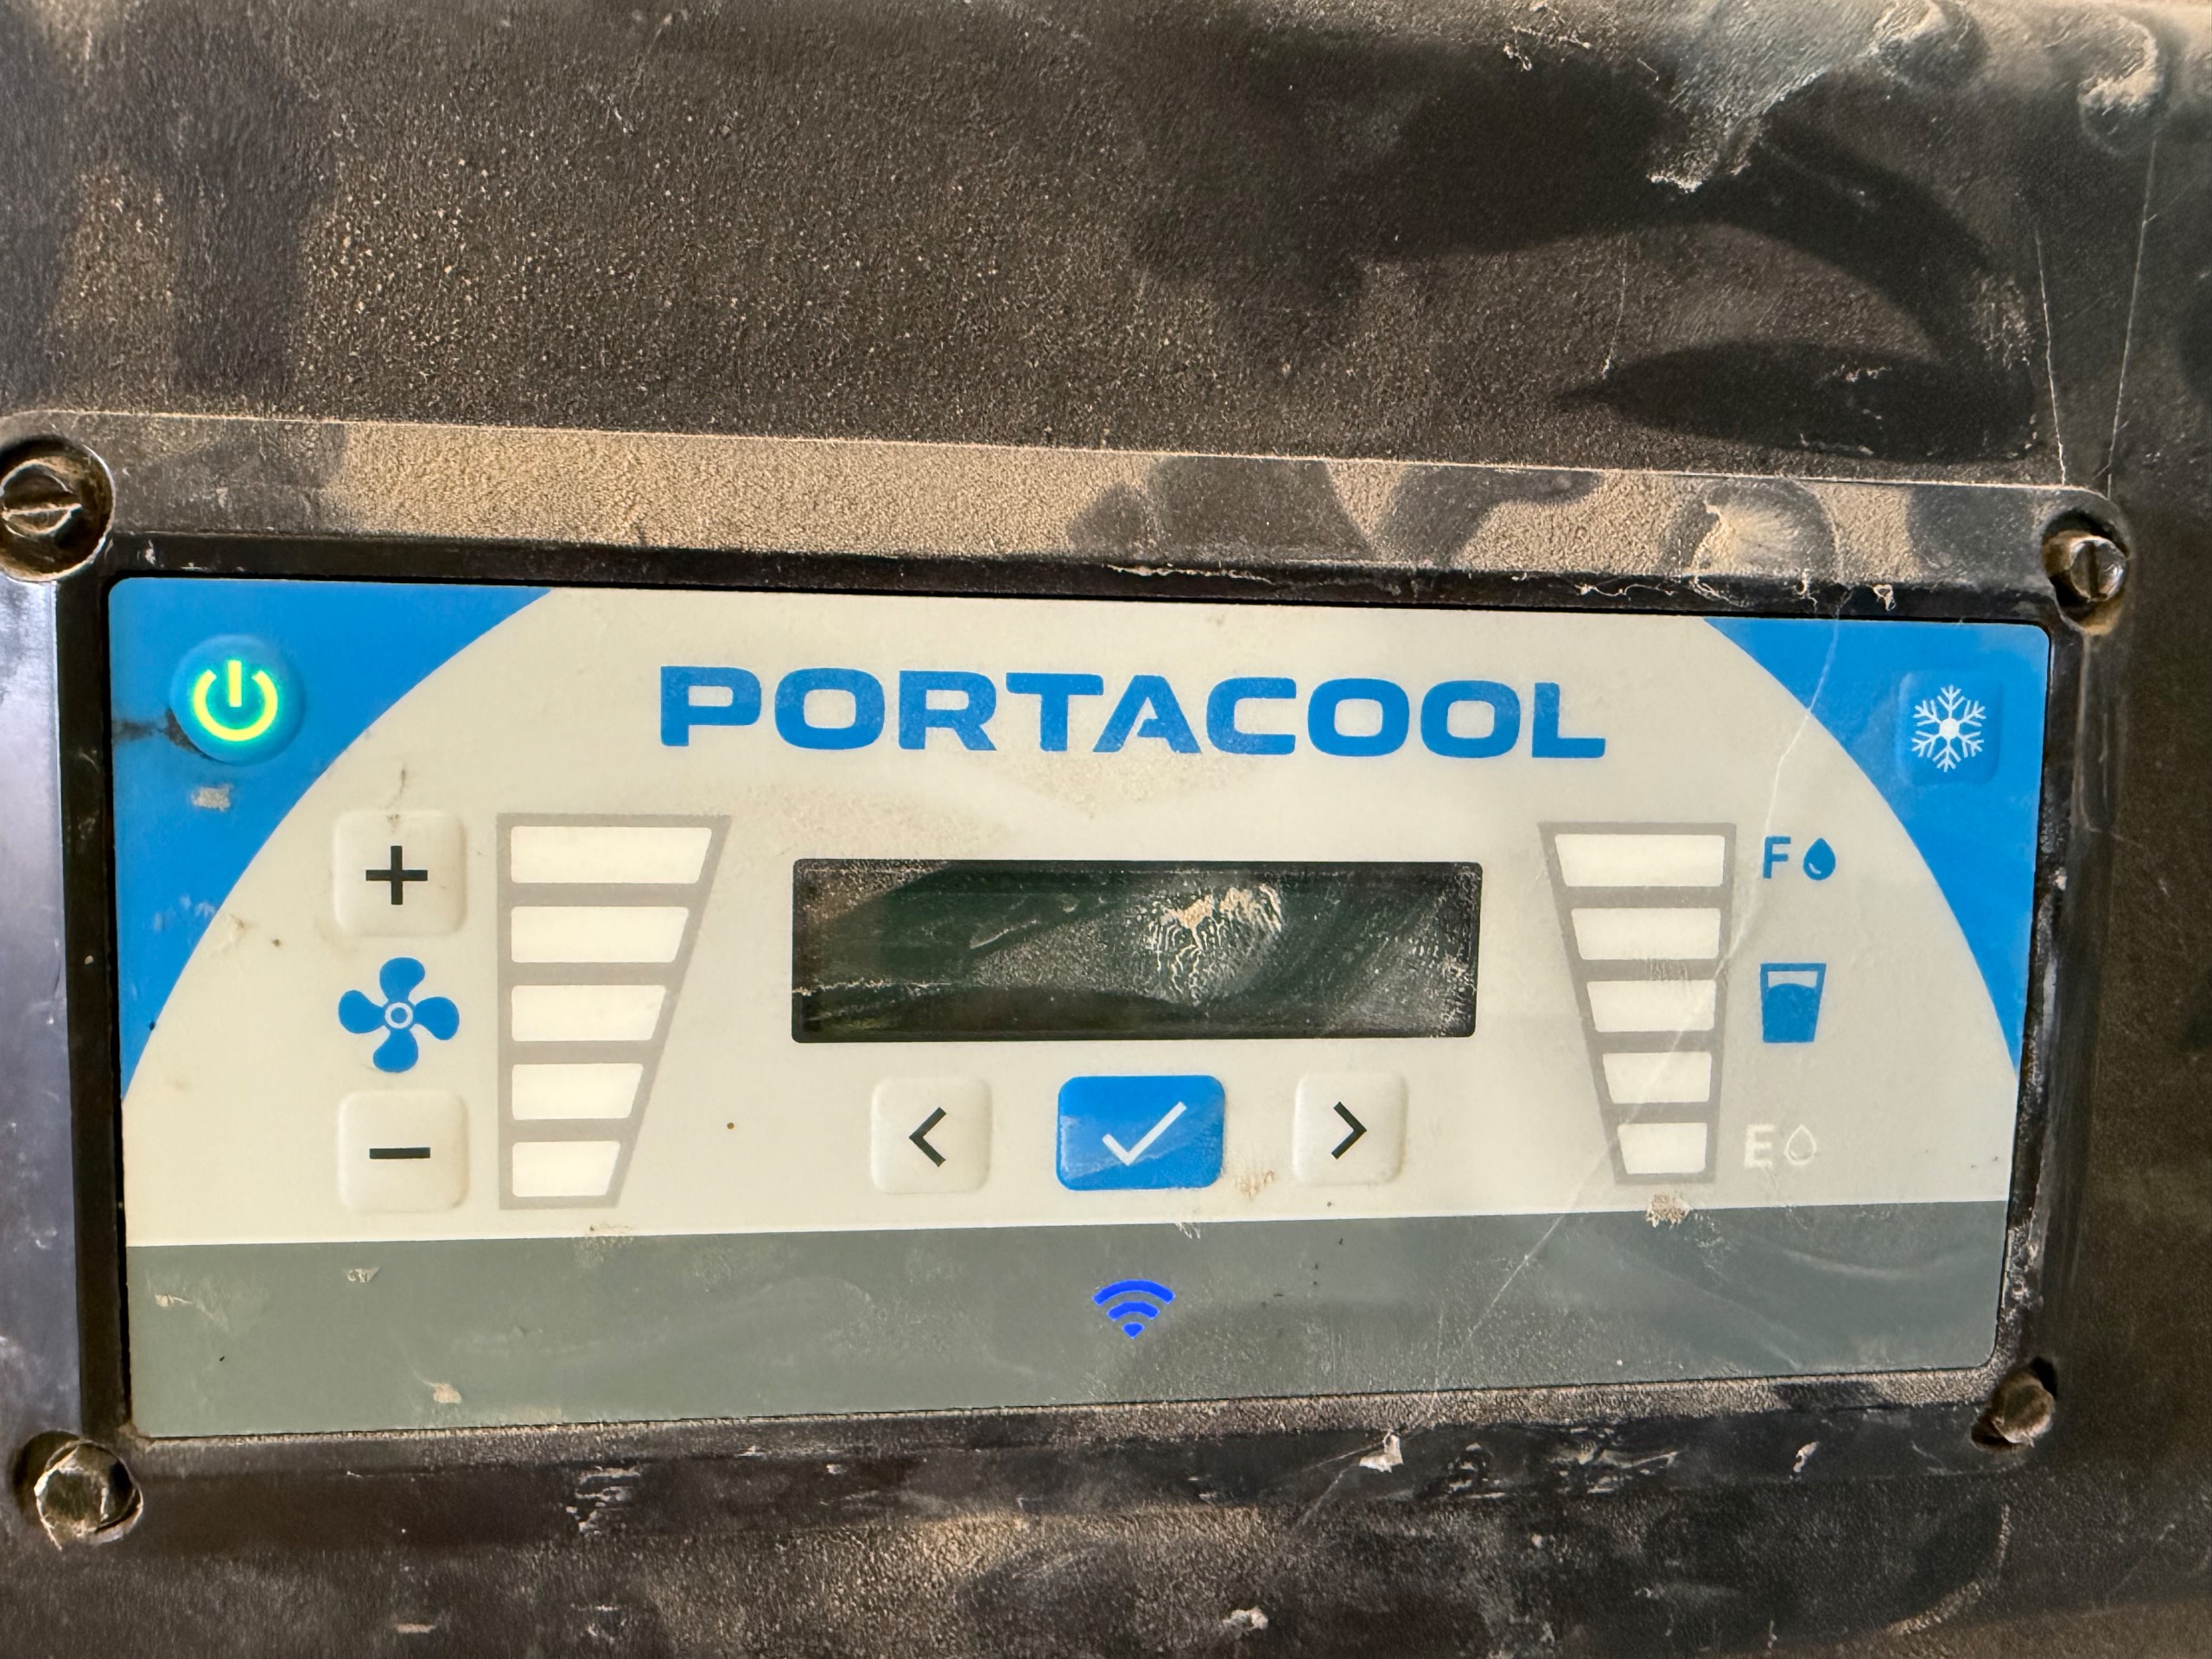 PORTACOOL
+
F
−
< ✓ >
E